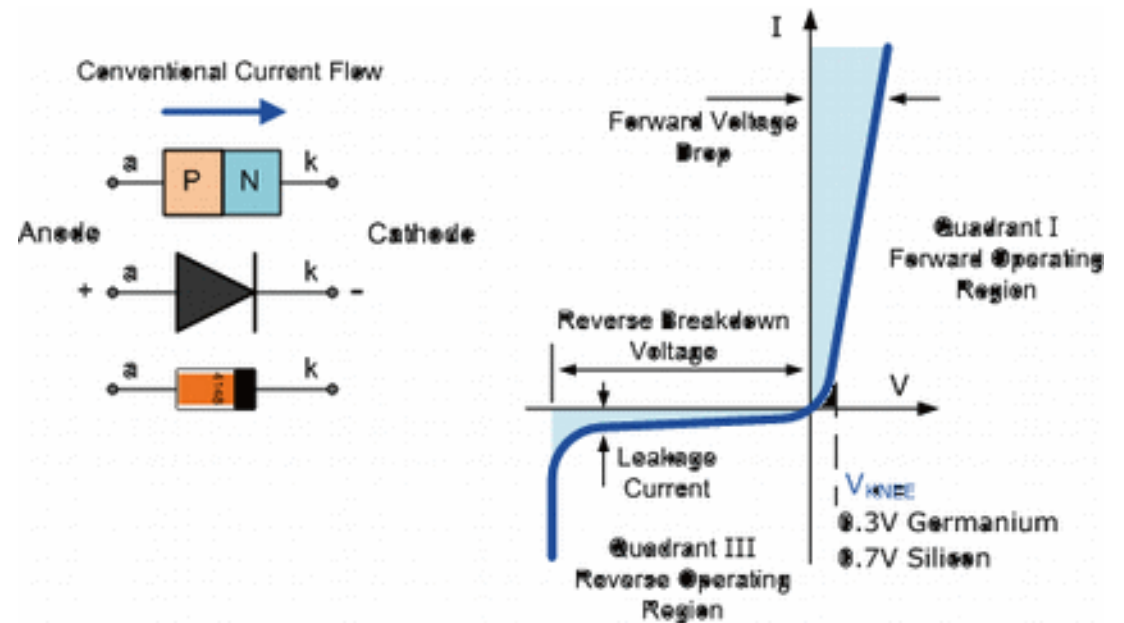 Conventional Current Flow
a
k
P
N
Anode
Cathode
a
k
+
-
a
k
4148
I
Forward Voltage
Drop
Quadrant I
Forward Operating
Region
Reverse Breakdown
Voltage
V
Leakage
Current
VKNEE
0.3V Germanium
0.7V Silicon
Quadrant III
Reverse Operating
Region